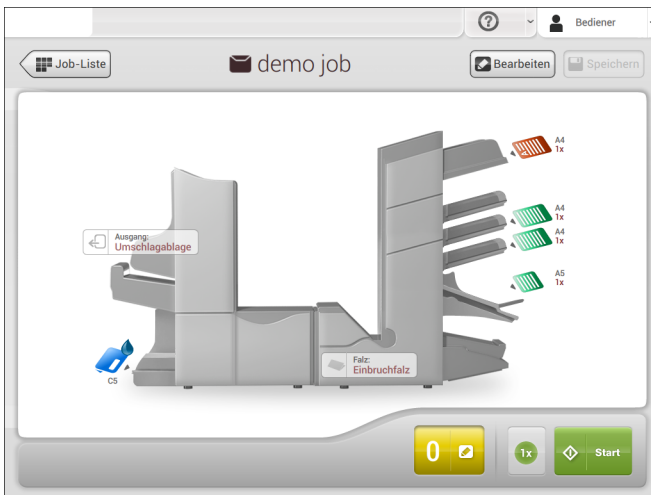 ?
Bediener
Job-Liste
demo job
Bearbeiten
Speichern
A4
1x
A4
1x
A4
1x
A5
1x
Ausgang:
Umschlagablage
C5
Falz:
Einbruchfalz
0
1x
Start